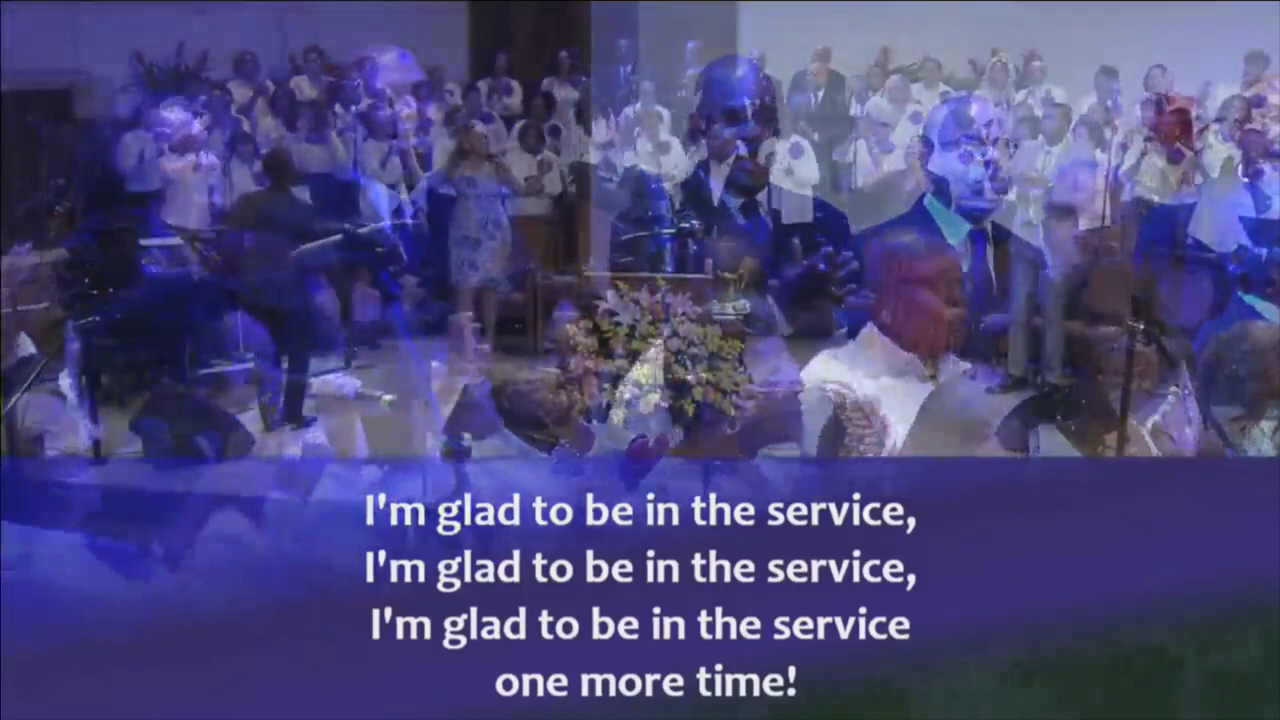 I'm glad to be in the service,
I'm glad to be in the service,
I'm glad to be in the service
one more time!